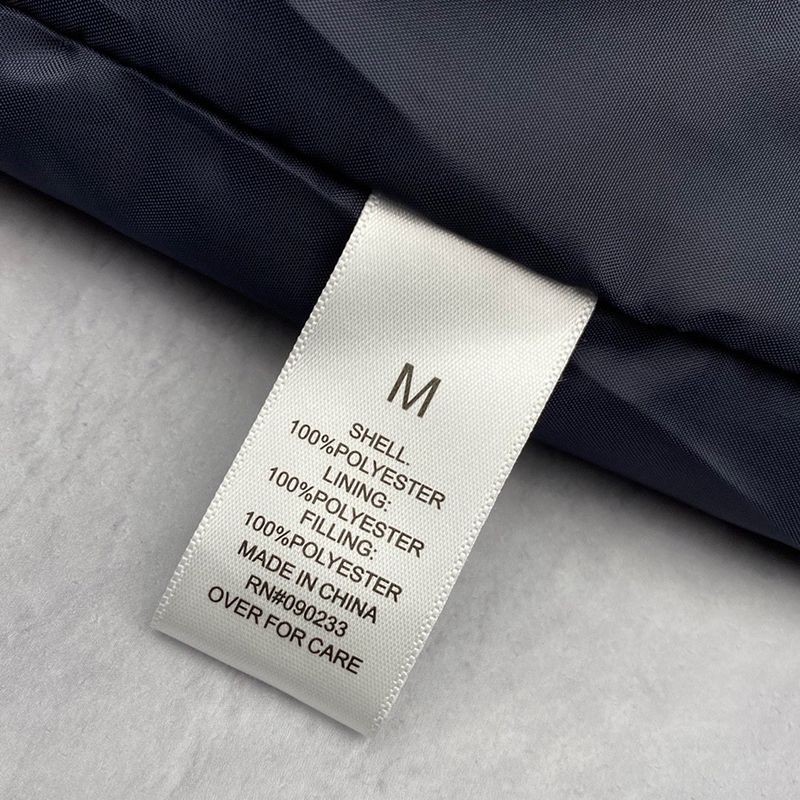 M
SHELL.
100%POLYESTER
LINING:
100%POLYESTER
FILLING:
100%POLYESTER
MADE IN CHINA
RN#090233
OVER FOR CARE